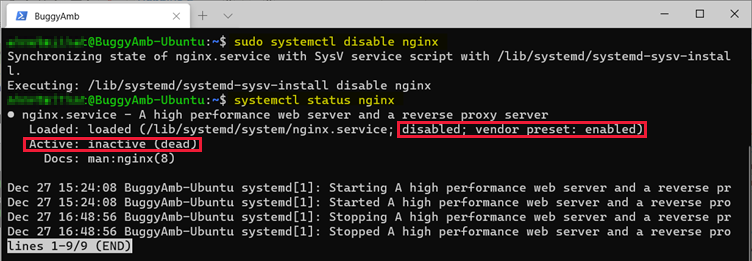 BuggyAmb
@BuggyAmb-Ubuntu:~$ sudo systemctl disable nginx
Synchronizing state of nginx.service with SysV service script with /lib/systemd/systemd-sysv-instal
l.
Executing: /lib/systemd/systemd-sysv-install disable nginx
@BuggyAmb-Ubuntu:~$ systemctl status nginx
● nginx.service - A high performance web server and a reverse proxy server
Loaded: loaded (/lib/systemd/system/nginx.service; disabled; vendor preset: enabled)
Active: inactive (dead)
Docs: man:nginx(8)
Dec 27 15:24:08 BuggyAmb-Ubuntu systemd[1]: Starting A high performance web server and a reverse pr
Dec 27 15:24:08 BuggyAmb-Ubuntu systemd[1]: Started A high performance web server and a reverse pro
Dec 27 16:48:56 BuggyAmb-Ubuntu systemd[1]: Stopping A high performance web server and a reverse pr
Dec 27 16:48:56 BuggyAmb-Ubuntu systemd[1]: Stopped A high performance web server and a reverse pro
lines 1-9/9 (END)